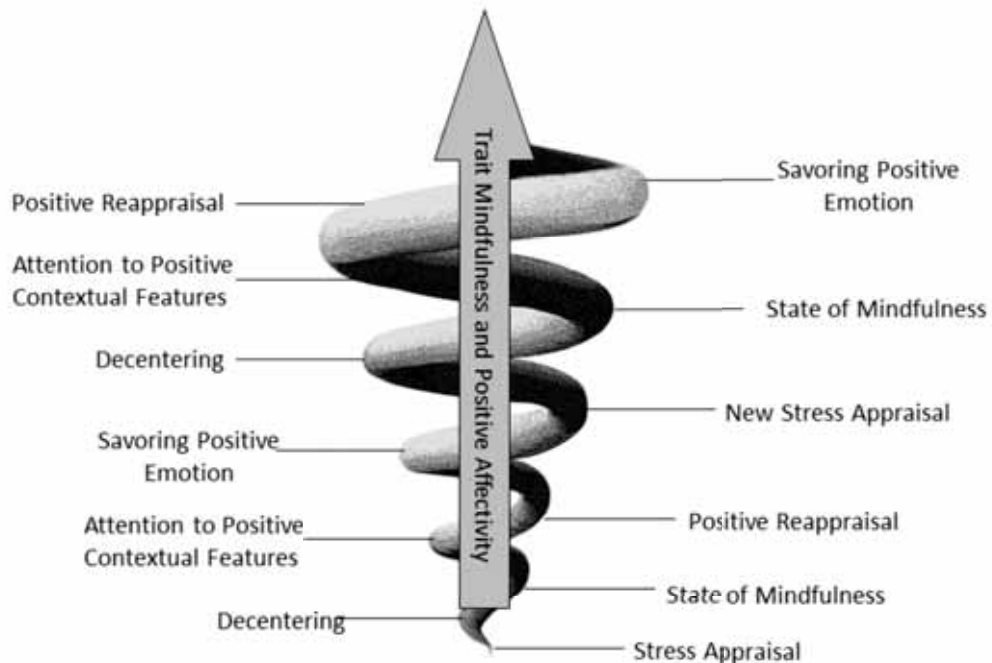 Trait Mindfulness and Positive Affectivity
Savoring Positive
Emotion
Positive Reappraisal
Attention to Positive
Contextual Features
State of Mindfulness
Decentering
New Stress Appraisal
Savoring Positive
Emotion
Positive Reappraisal
Attention to Positive
Contextual Features
State of Mindfulness
Decentering
Stress Appraisal